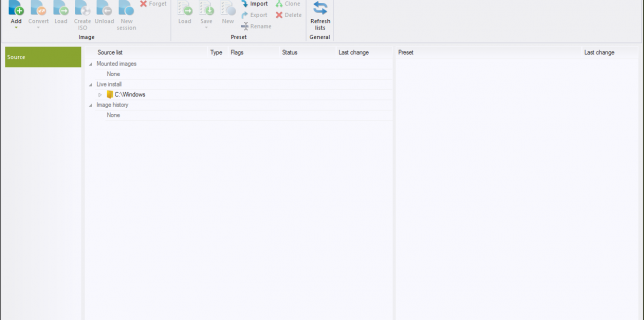 Forget Import Clone
Add Convert Load Create ISO Unload New session Load Save New Export Delete Refresh lists
Rename
Image Preset General
Source
Source list Type Flags Status Last change Preset Last change
Mounted images
None
Live install
C:\Windows
Image history
None